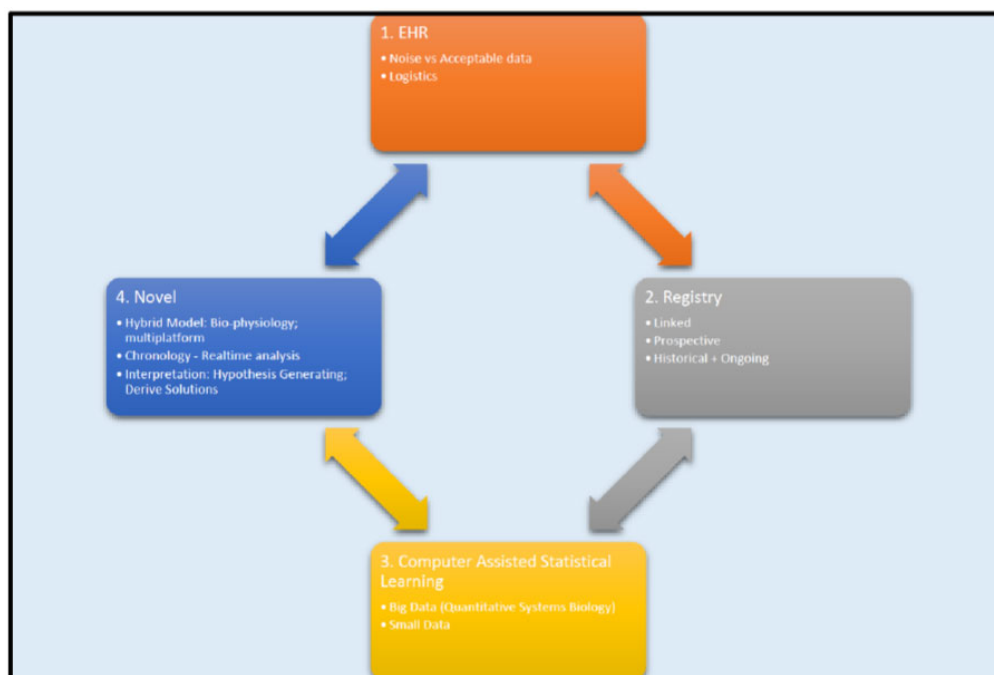 1. EHR
• Noise vs Acceptable data
• Logistics
4. Novel
• Hybrid Model: Bio-physiology;
multiplatform
• Chronology - Realtime analysis
• Interpretation: Hypothesis Generating;
Derive Solutions
2. Registry
• Linked
• Prospective
• Historical + Ongoing
3. Computer Assisted Statistical
Learning
• Big Data (Quantitative Systems Biology)
• Small Data